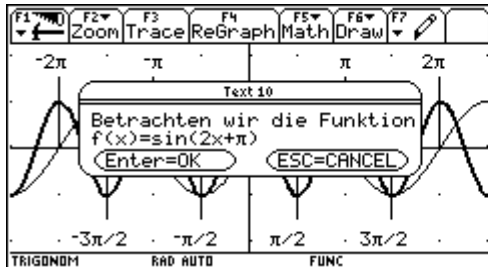 F1 F2 F3 F4 F5 F6 F7
Zoom Trace ReGraph Math Draw
-2π -π π 2π
Text 10
Betrachten wir die Funktion
f(x)=sin(2x+π)
Enter=OK ESC=CANCEL
-3π/2 -π/2 π/2 3π/2
TRIGONOM RAD AUTO FUNC